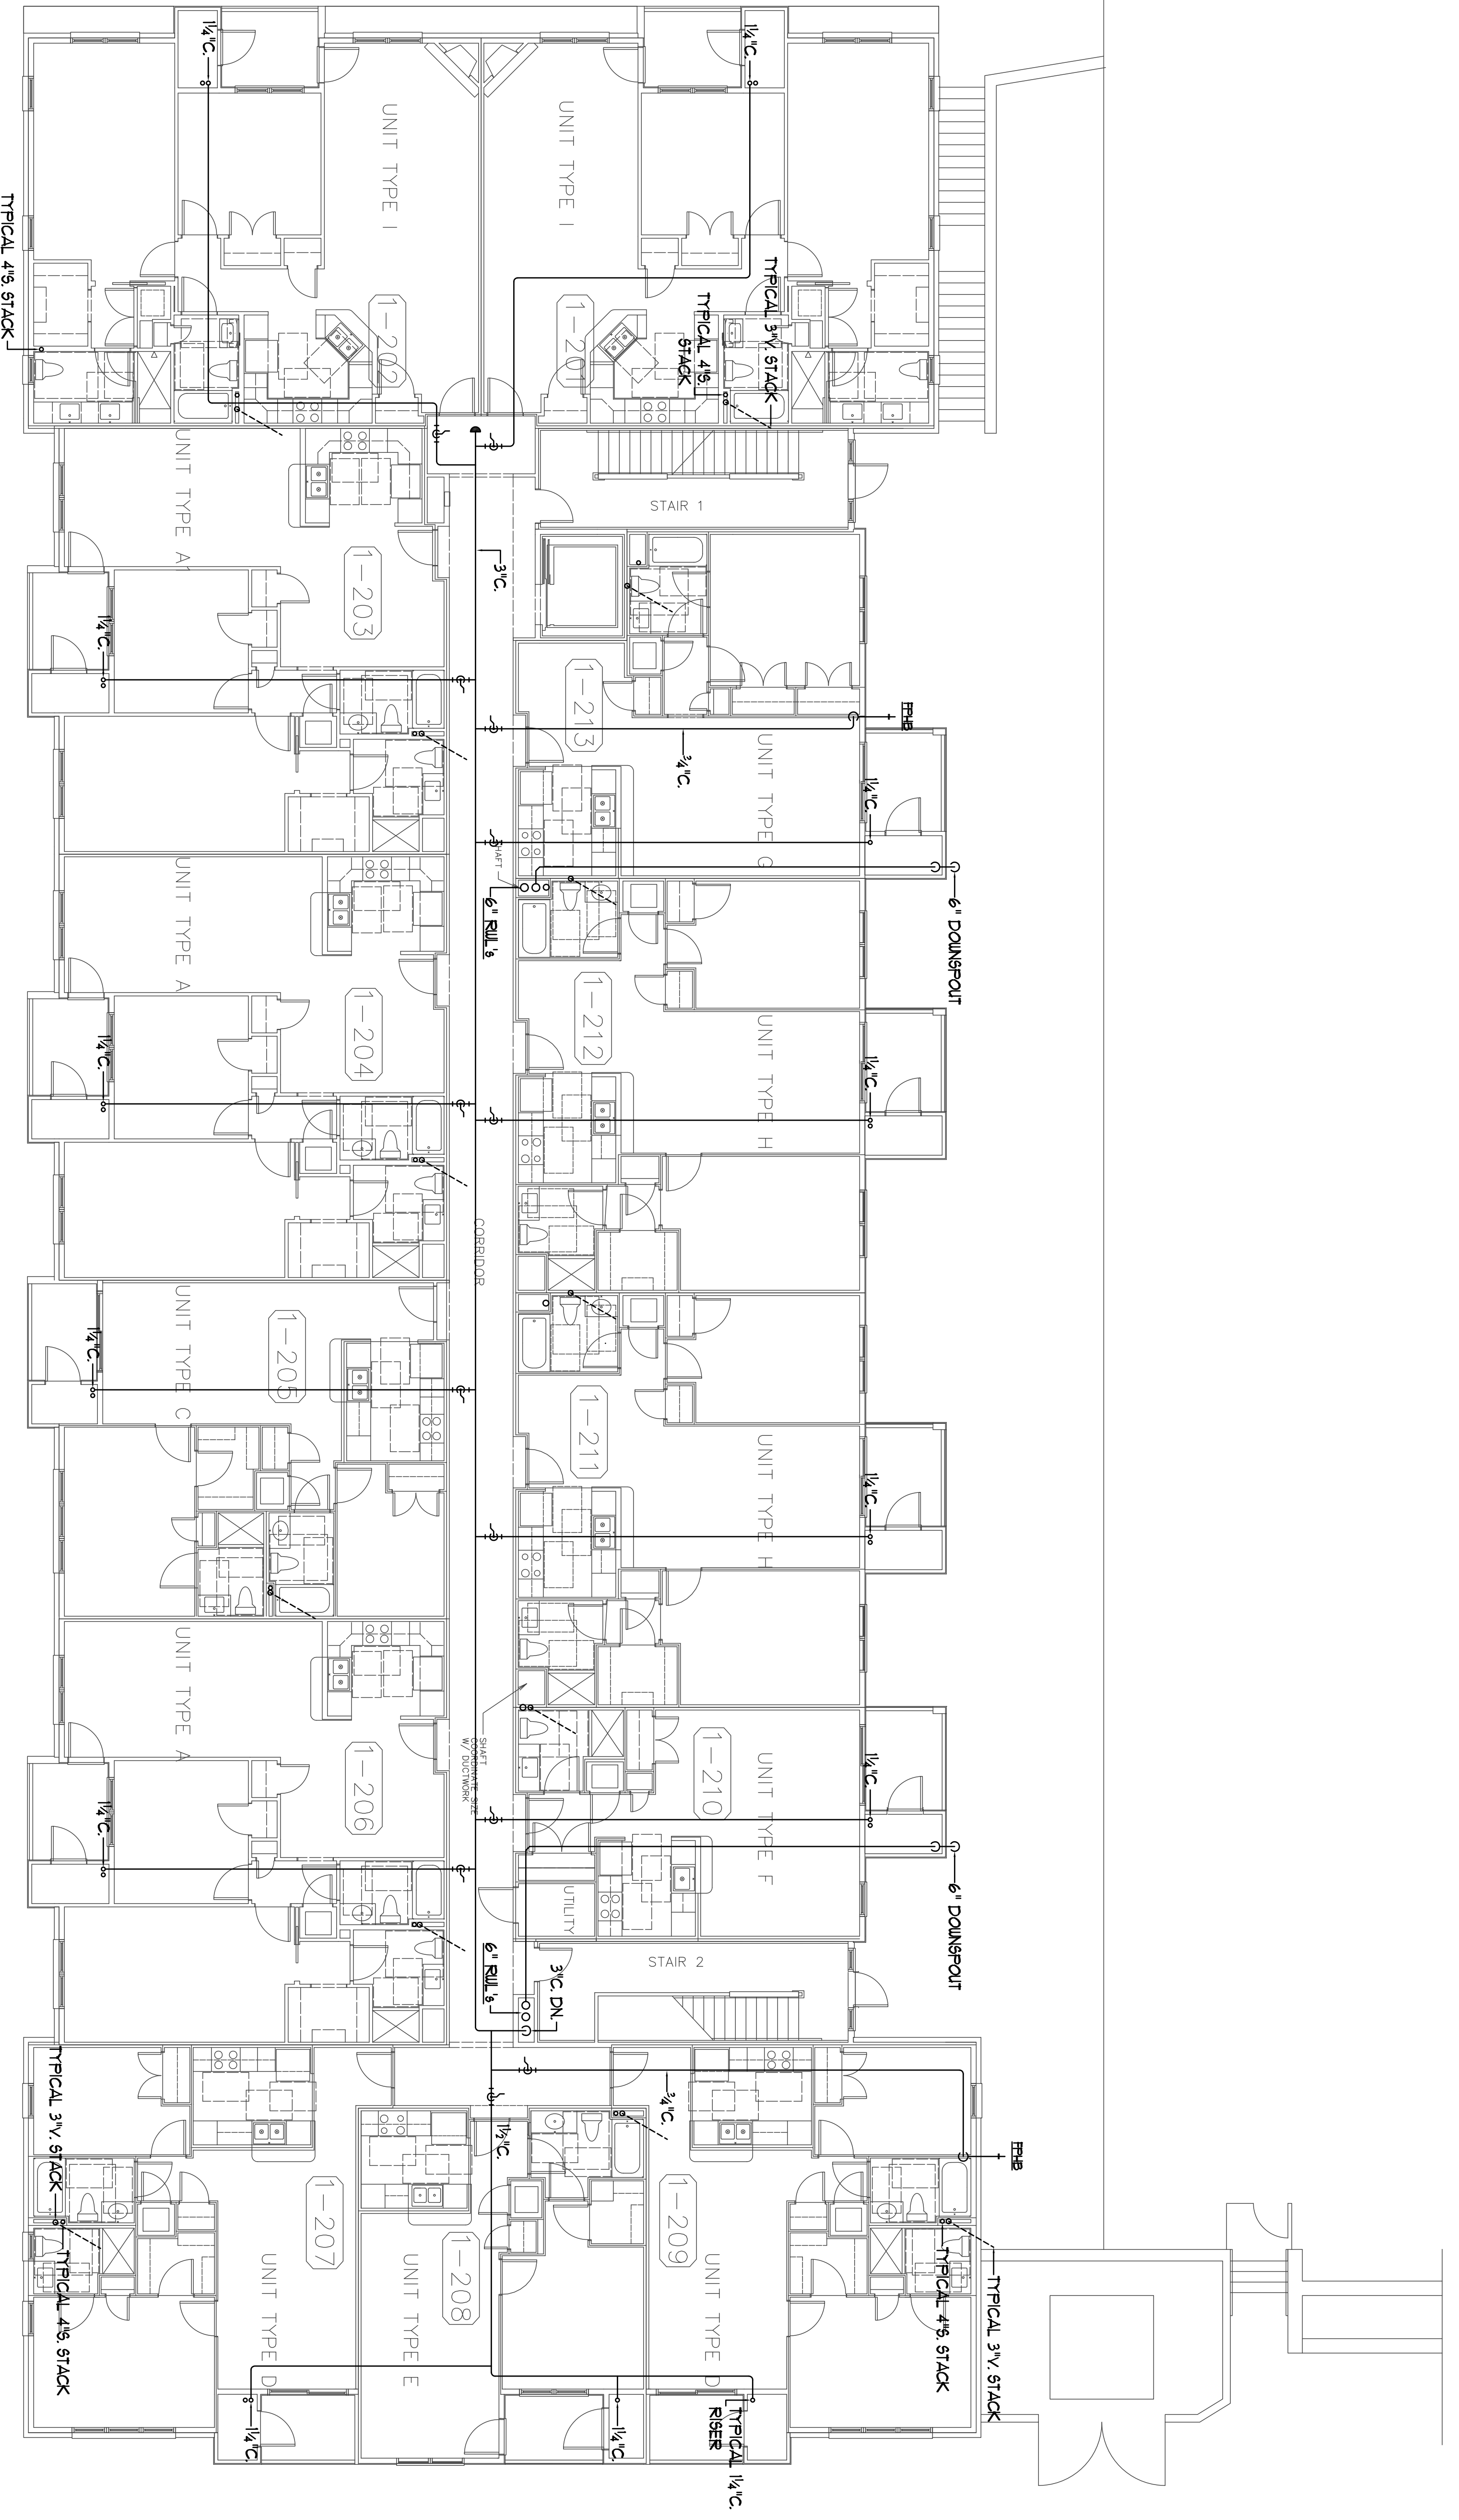 1¼"C.
1¼"C.
UNIT TYPE I
UNIT TYPE I
TYPICAL 4"S. STACK
1-202
1-201
TYPICAL 4"S.
STACK
TYPICAL 3"V. STACK
UNIT TYPE A1
STAIR 1
3"C.
1-203
1¼"C.
1-213
FPHB
¾"C.
UNIT TYPE G
1¼"C.
SHAFT
6" RWL's
6" DOWNSPOUT
UNIT TYPE A
1-204
1¼"C.
1-212
UNIT TYPE H
1¼"C.
CORRIDOR
UNIT TYPE C
1-205
1¼"C.
1-211
UNIT TYPE H
1¼"C.
UNIT TYPE A
1-206
1¼"C.
SHAFT
COORDINATE SIZE
W/ DUCTWORK
1-210
UNIT TYPE F
1¼"C.
UTILITY
6" DOWNSPOUT
6" RWL's
3"C. DN.
STAIR 2
TYPICAL 3"V. STACK
1½"C.
¾"C.
FPHB
1-207
1-208
1-209
UNIT TYPE D
UNIT TYPE E
UNIT TYPE D
TYPICAL 4"S. STACK
TYPICAL 4"S. STACK
TYPICAL 3"V. STACK
1¼"C.
1¼"C.
TYPICAL 1¼"C.
RISER